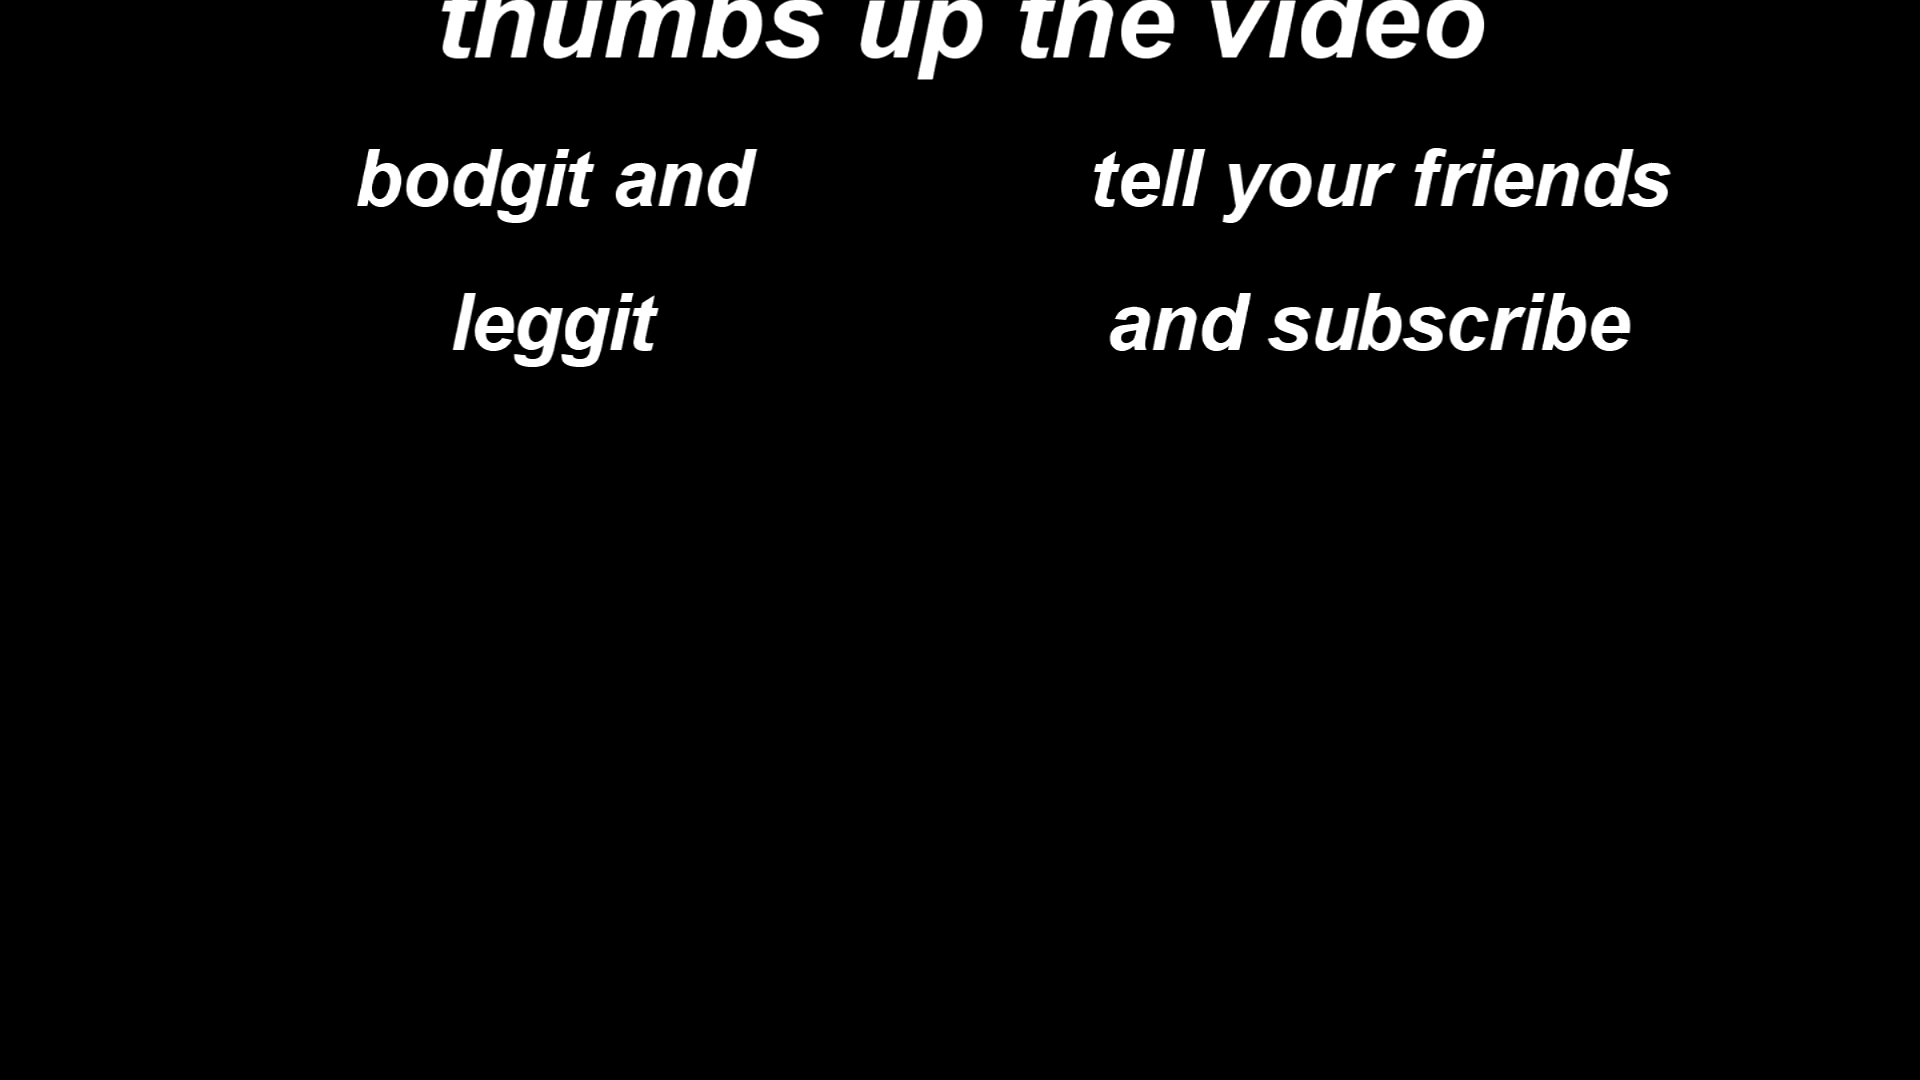 thumbs up the video
bodgit and
leggit
tell your friends
and subscribe